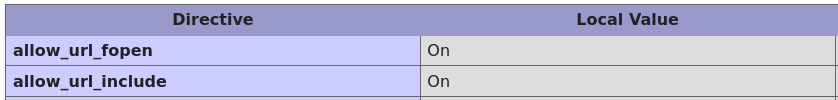 Directive Local Value
allow_url_fopen On
allow_url_include On